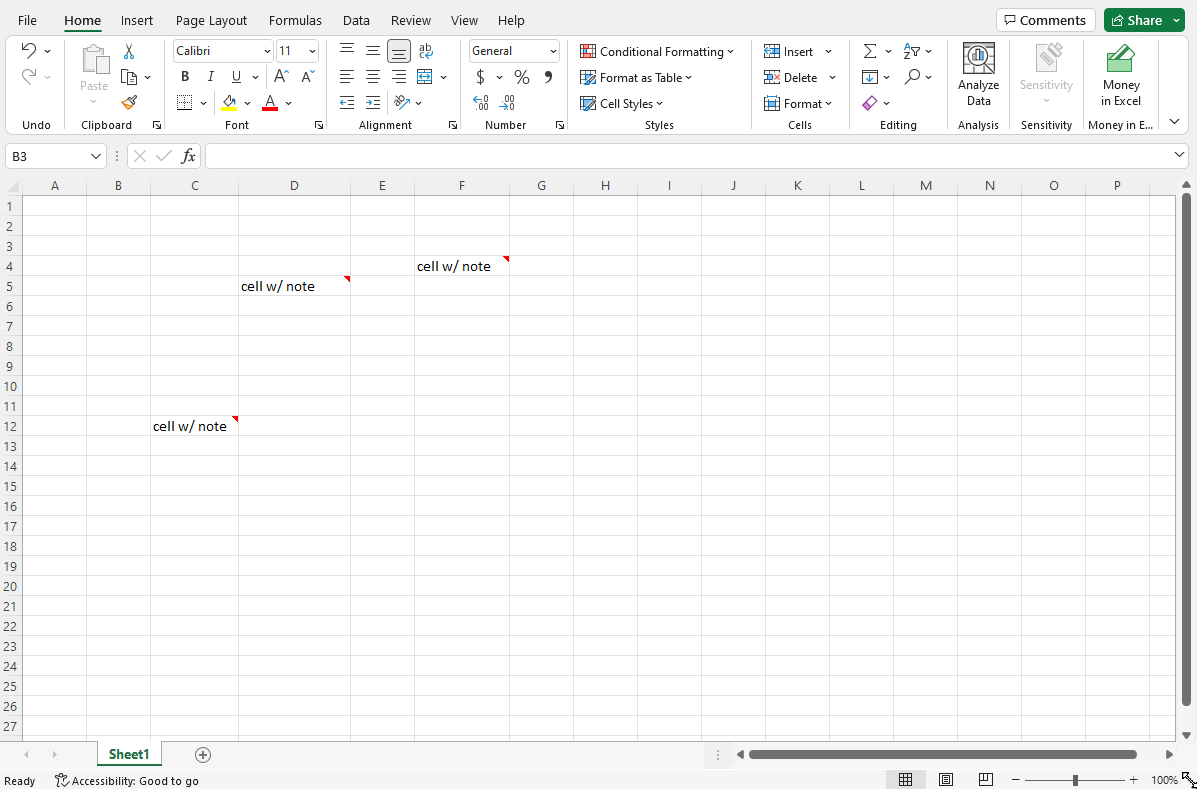 File Home Insert Page Layout Formulas Data Review View Help Comments Share
Calibri 11 General Conditional Formatting Insert
Paste B I U A A $ % Format as Table Delete Analyze Data Sensitivity Money in Excel
A Cell Styles Format
Undo Clipboard Font Alignment Number Styles Cells Editing Analysis Sensitivity Money in E...
B3 fx
A B C D E F G H I J K L M N O P
1
2
3
4 cell w/ note
5 cell w/ note
6
7
8
9
10
11
12 cell w/ note
13
14
15
16
17
18
19
20
21
22
23
24
25
26
27
Sheet1
Ready Accessibility: Good to go 100%